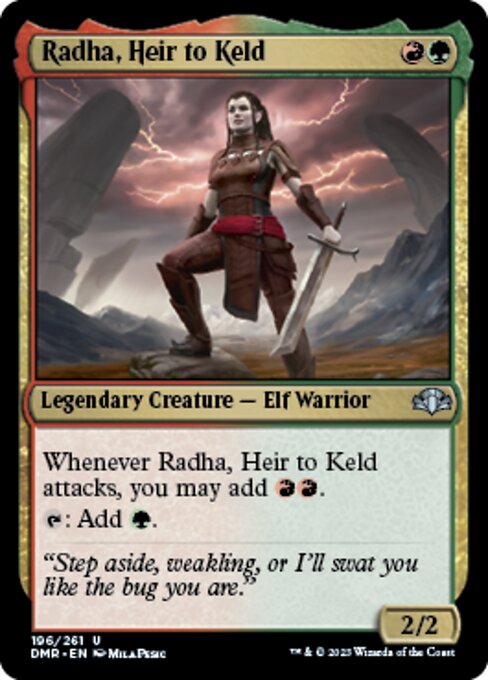 Radha, Heir to Keld
Legendary Creature — Elf Warrior
Whenever Radha, Heir to Keld
attacks, you may add .
: Add .
“Step aside, weakling, or I’ll swat you
like the bug you are.”
2/2
196/261 U
DMR • EN Mila Pesic
™ & © 2023 Wizards of the Coast